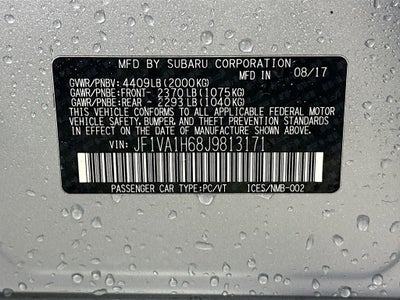 MFD BY SUBARU CORPORATION
MFD IN 08/17
GVWR/PNBV: 4409LB(2000KG)
GAWR/PNBE:FRONT- 2370LB(1075KG)
GAWR/PNBE:REAR - 2293LB(1040KG)
THIS VEHICLE CONFORMS TO ALL APPLICABLE FEDERAL MOTOR
VEHICLE SAFETY, BUMPER, AND THEFT PREVENTION STANDARDS
IN EFFECT ON THE DATE OF MANUFACTURE SHOWN ABOVE.
VIN: JF1VA1H68J9813171
PASSENGER CAR TYPE:PC/VT ICES/NMB-002